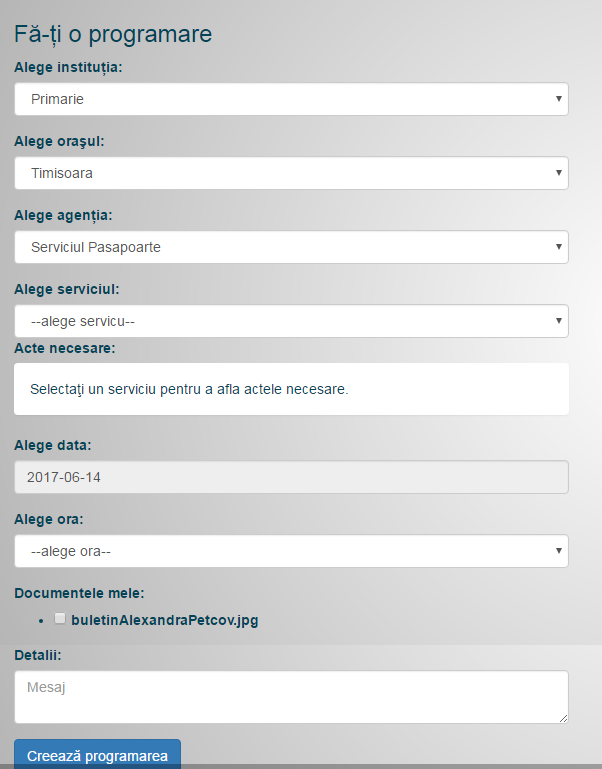 Fă-ți o programare
Alege instituția:
Primarie
Alege orașul:
Timisoara
Alege agenția:
Serviciul Pasapoarte
Alege serviciul:
--alege servicu--
Acte necesare:
Selectaţi un serviciu pentru a afla actele necesare.
Alege data:
2017-06-14
Alege ora:
--alege ora--
Documentele mele:
buletinAlexandraPetcov.jpg
Detalii:
Mesaj
Creează programarea